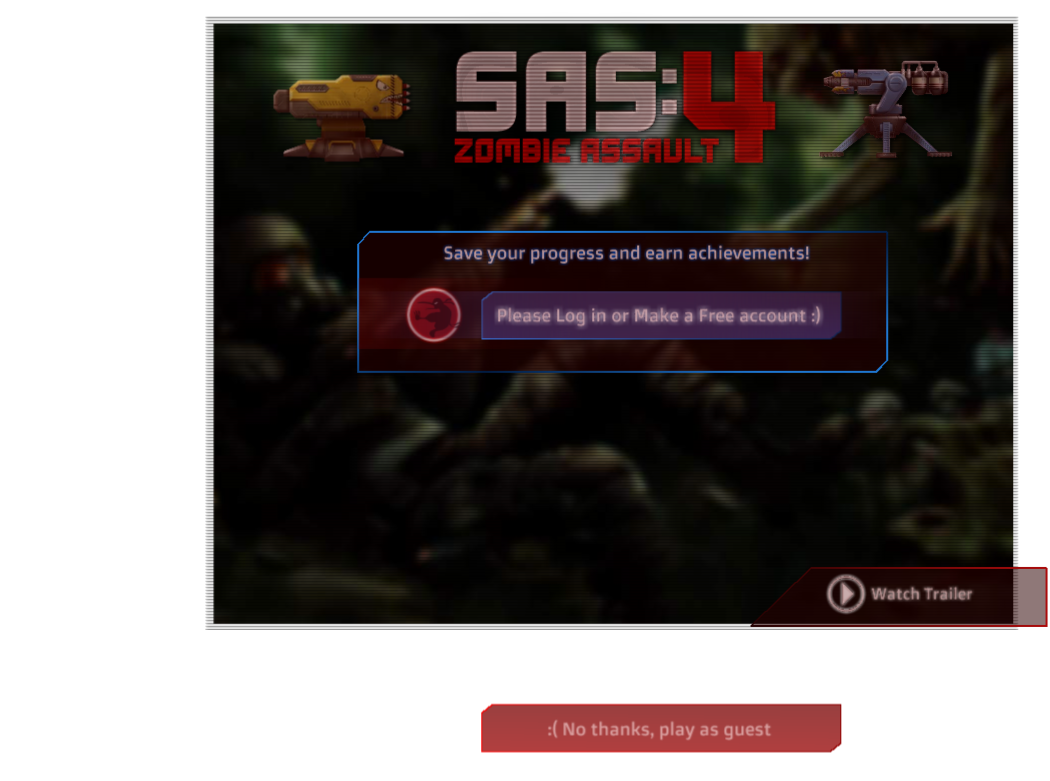 SAS:4
ZOMBIE ASSAULT
Save your progress and earn achievements!
Please Log in or Make a Free account :)
Watch Trailer
:( No thanks, play as guest